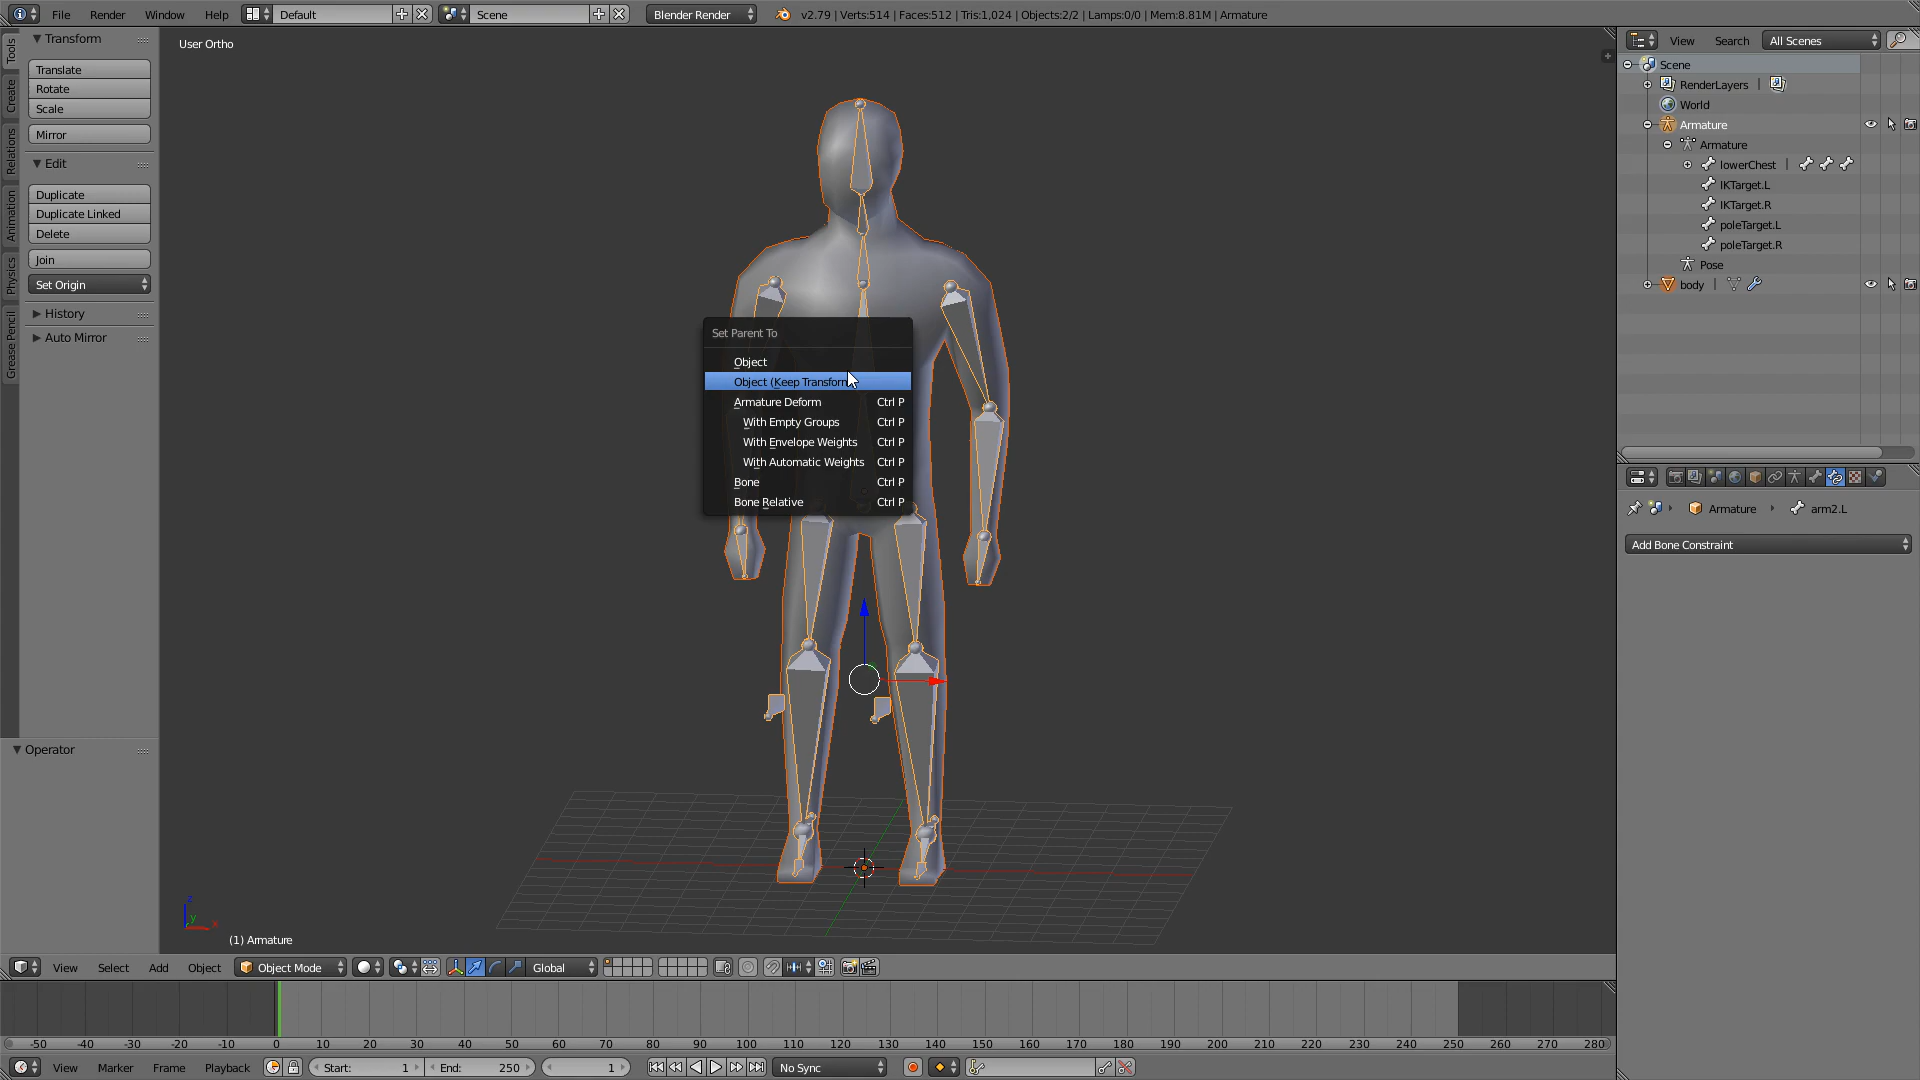 File Render Window Help Default Scene Blender Render v2.79 | Verts:514 | Faces:512 | Tris:1,024 | Objects:2/2 | Lamps:0/0 | Mem:8.81M | Armature
Tools
Create
Relations
Animation
Physics
Grease Pencil
Transform
Translate
Rotate
Scale
Mirror
Edit
Duplicate
Duplicate Linked
Delete
Join
Set Origin
History
Auto Mirror
Operator
User Ortho
Set Parent To
Object
Object (Keep Transform
Armature Deform Ctrl P
With Empty Groups Ctrl P
With Envelope Weights Ctrl P
With Automatic Weights Ctrl P
Bone Ctrl P
Bone Relative Ctrl P
z
y
x
(1) Armature
View Search All Scenes
Scene
RenderLayers |
World
Armature
Armature
lowerChest |
IKTarget.L
IKTarget.R
poleTarget.L
poleTarget.R
Pose
body |
Armature arm2.L
Add Bone Constraint
View Select Add Object Object Mode Global
-50 -40 -30 -20 -10 0 10 20 30 40 50 60 70 80 90 100 110 120 130 140 150 160 170 180 190 200 210 220 230 240 250 260 270 280
View Marker Frame Playback Start: 1 End: 250 1 No Sync